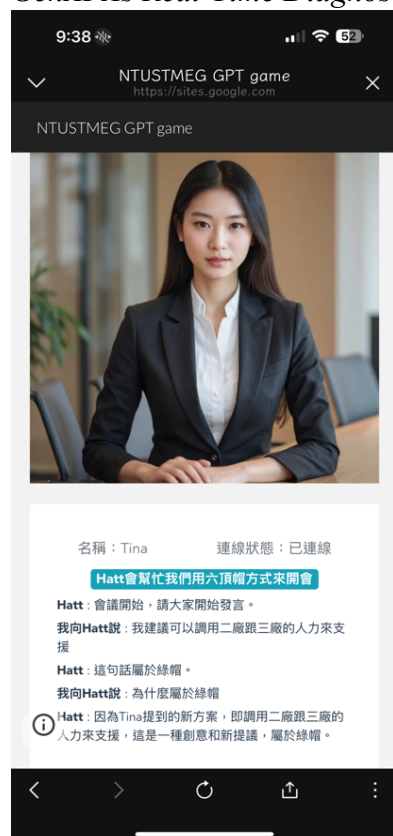 9:38
52
NTUSTMEG GPT game
https://sites.google.com
NTUSTMEG GPT game
名稱：Tina 連線狀態：已連線
Hatt會幫忙我們用六頂帽方式來開會
Hatt : 會議開始，請大家開始發言。
我向Hatt說 : 我建議可以調用二廠跟三廠的人力來支
援
Hatt : 這句話屬於綠帽。
我向Hatt說 : 為什麼屬於綠帽
Hatt : 因為Tina提到的新方案，即調用二廠跟三廠的
人力來支援，這是一種創意和新提議，屬於綠帽。